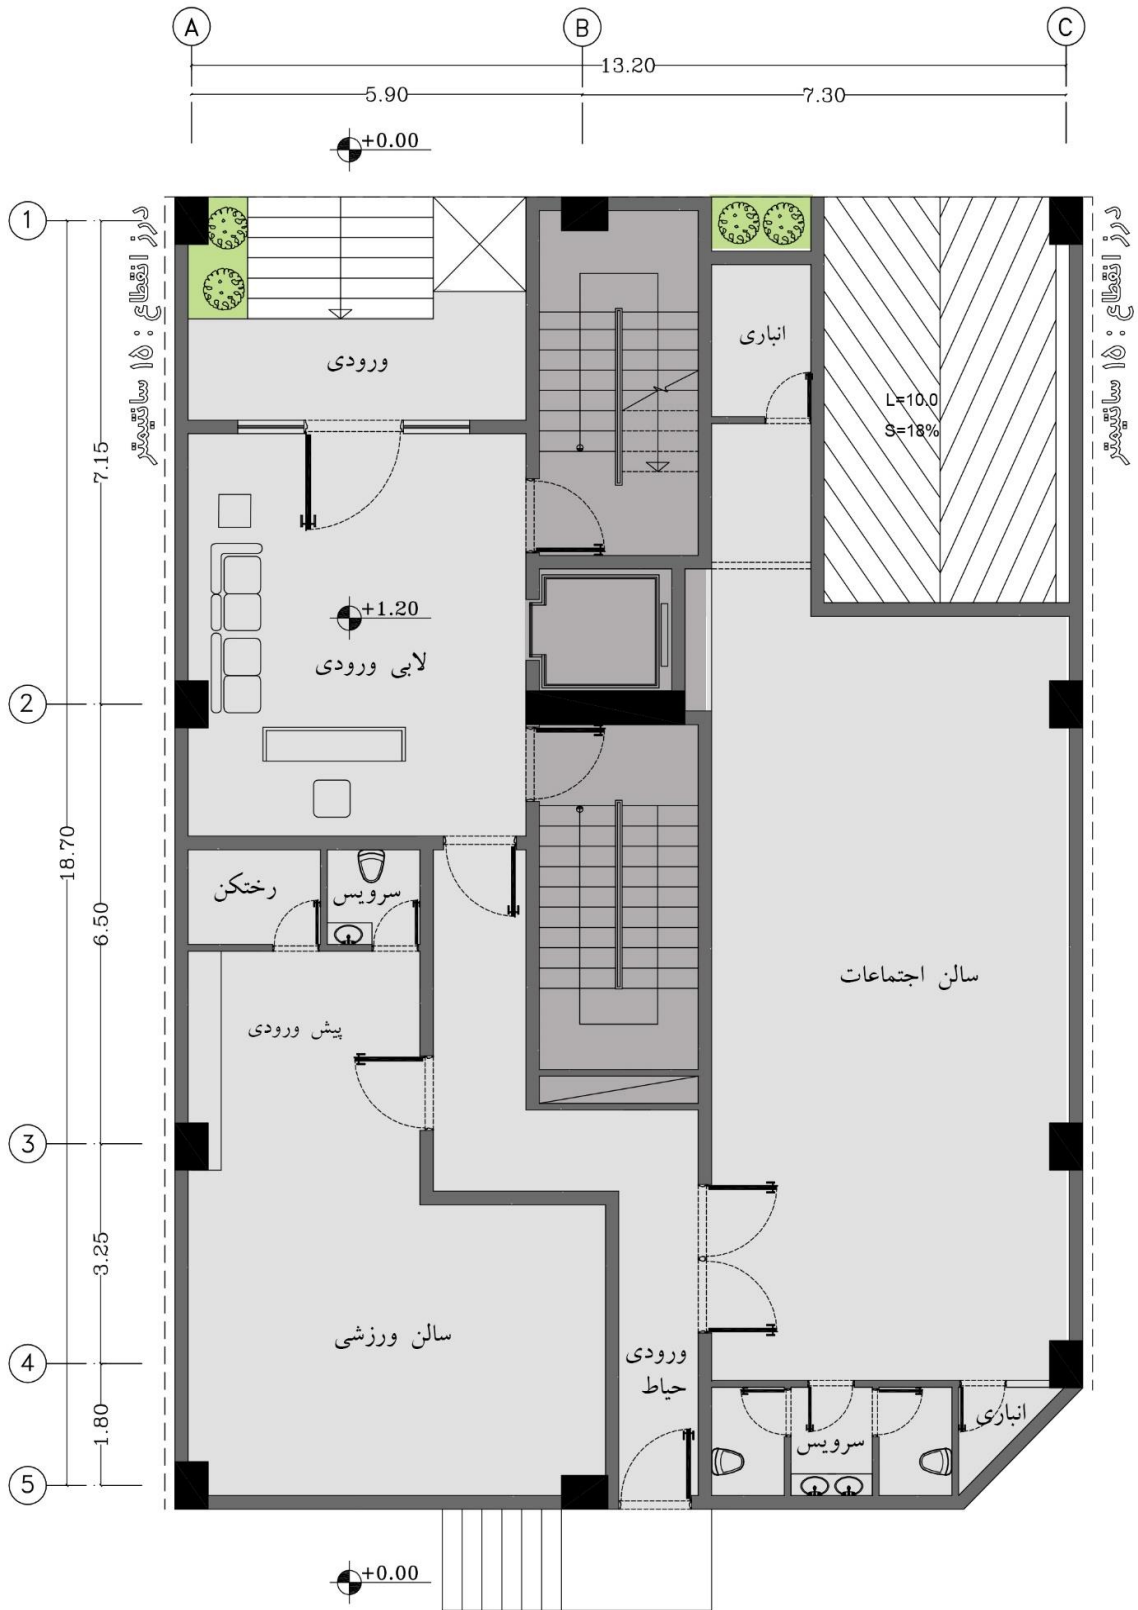 A
B
C
13.20
5.90
7.30
+0.00
1
درز انقطاع : ۱۵ سانتیمتر
درز انقطاع : ۱۵ سانتیمتر
ورودی
انباری
L=10.0
S=18%
7.15
+1.20
لابی ورودی
2
18.70
رختکن
سرویس
6.50
سالن اجتماعات
پیش ورودی
3
3.25
سالن ورزشی
ورودی
حیاط
4
1.80
انباری
سرویس
5
+0.00